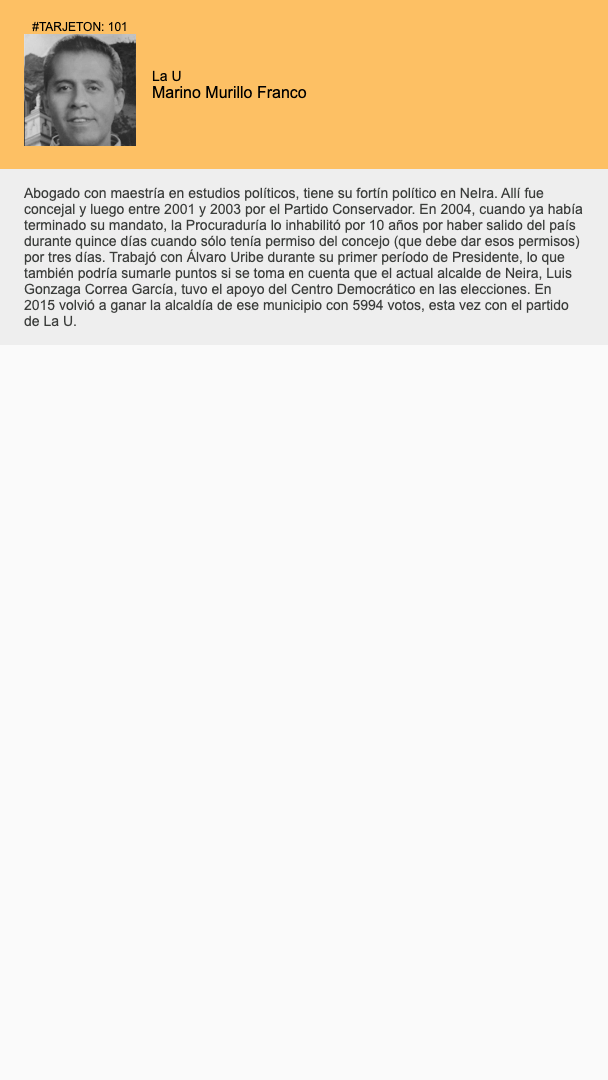 #TARJETON: 101
La U
Marino Murillo Franco
Abogado con maestría en estudios políticos, tiene su fortín político en NeIra. Allí fue
concejal y luego entre 2001 y 2003 por el Partido Conservador. En 2004, cuando ya había
terminado su mandato, la Procuraduría lo inhabilitó por 10 años por haber salido del país
durante quince días cuando sólo tenía permiso del concejo (que debe dar esos permisos)
por tres días. Trabajó con Álvaro Uribe durante su primer período de Presidente, lo que
también podría sumarle puntos si se toma en cuenta que el actual alcalde de Neira, Luis
Gonzaga Correa García, tuvo el apoyo del Centro Democrático en las elecciones. En
2015 volvió a ganar la alcaldía de ese municipio con 5994 votos, esta vez con el partido
de La U.